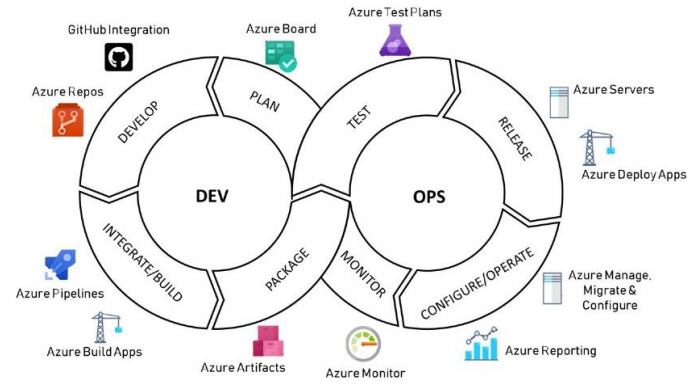 Azure Test Plans
GitHub Integration
Azure Board
Azure Repos
Azure Servers
PLAN
DEVELOP
TEST
RELEASE
Azure Deploy Apps
DEV
OPS
INTEGRATE/BUILD
PACKAGE
MONITOR
CONFIGURE/OPERATE
Azure Pipelines
Azure Manage,
Migrate &
Configure
Azure Build Apps
Azure Artifacts
Azure Monitor
Azure Reporting